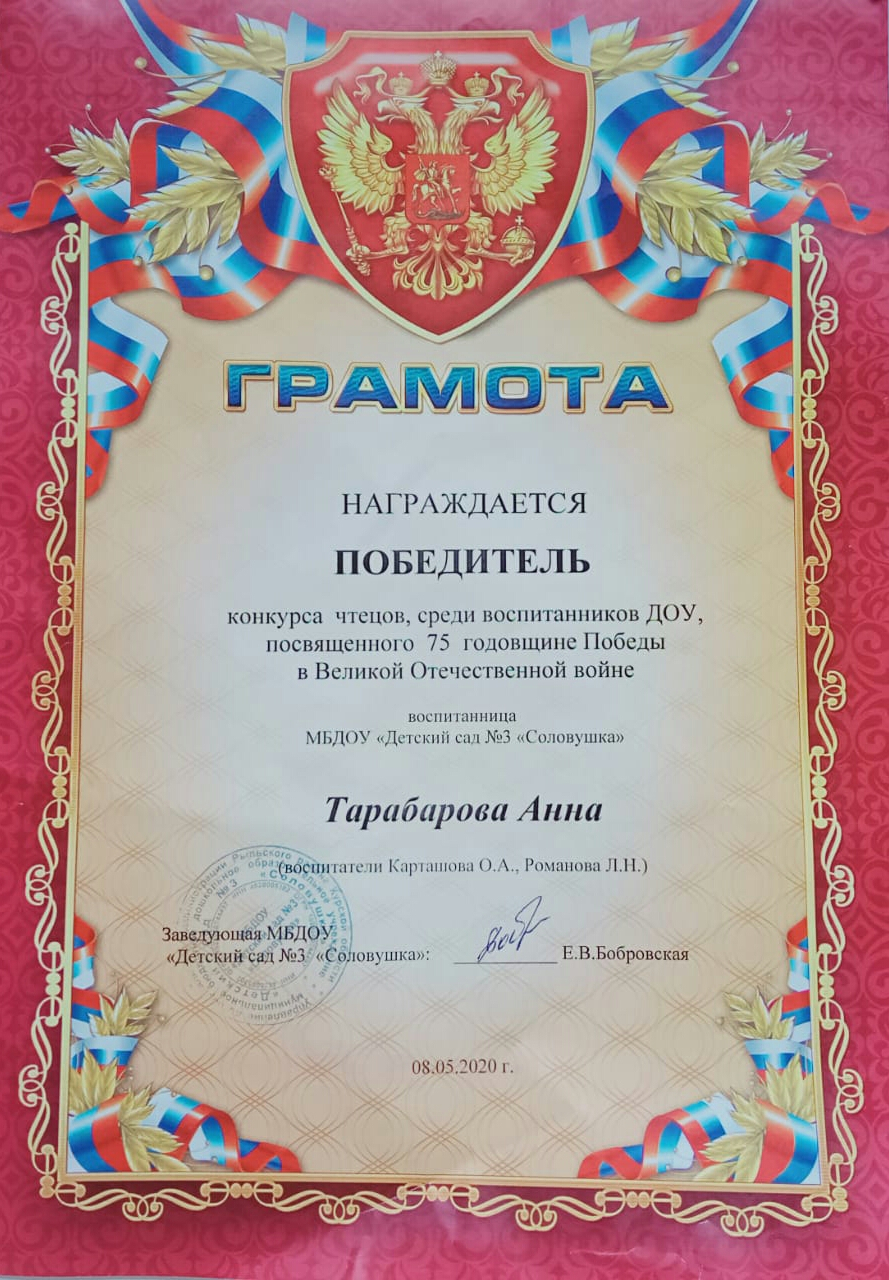 ГРАМОТА
НАГРАЖДАЕТСЯ
ПОБЕДИТЕЛЬ
конкурса чтецов, среди воспитанников ДОУ,
посвященного 75 годовщине Победы
в Великой Отечественной войне
воспитанница
МБДОУ «Детский сад №3 «Соловушка»
Тарабарова Анна
(воспитатели Карташова О.А., Романова Л.Н.)
Заведующая МБДОУ
«Детский сад №3 «Соловушка»: Е.В.Бобровская
08.05.2020 г.